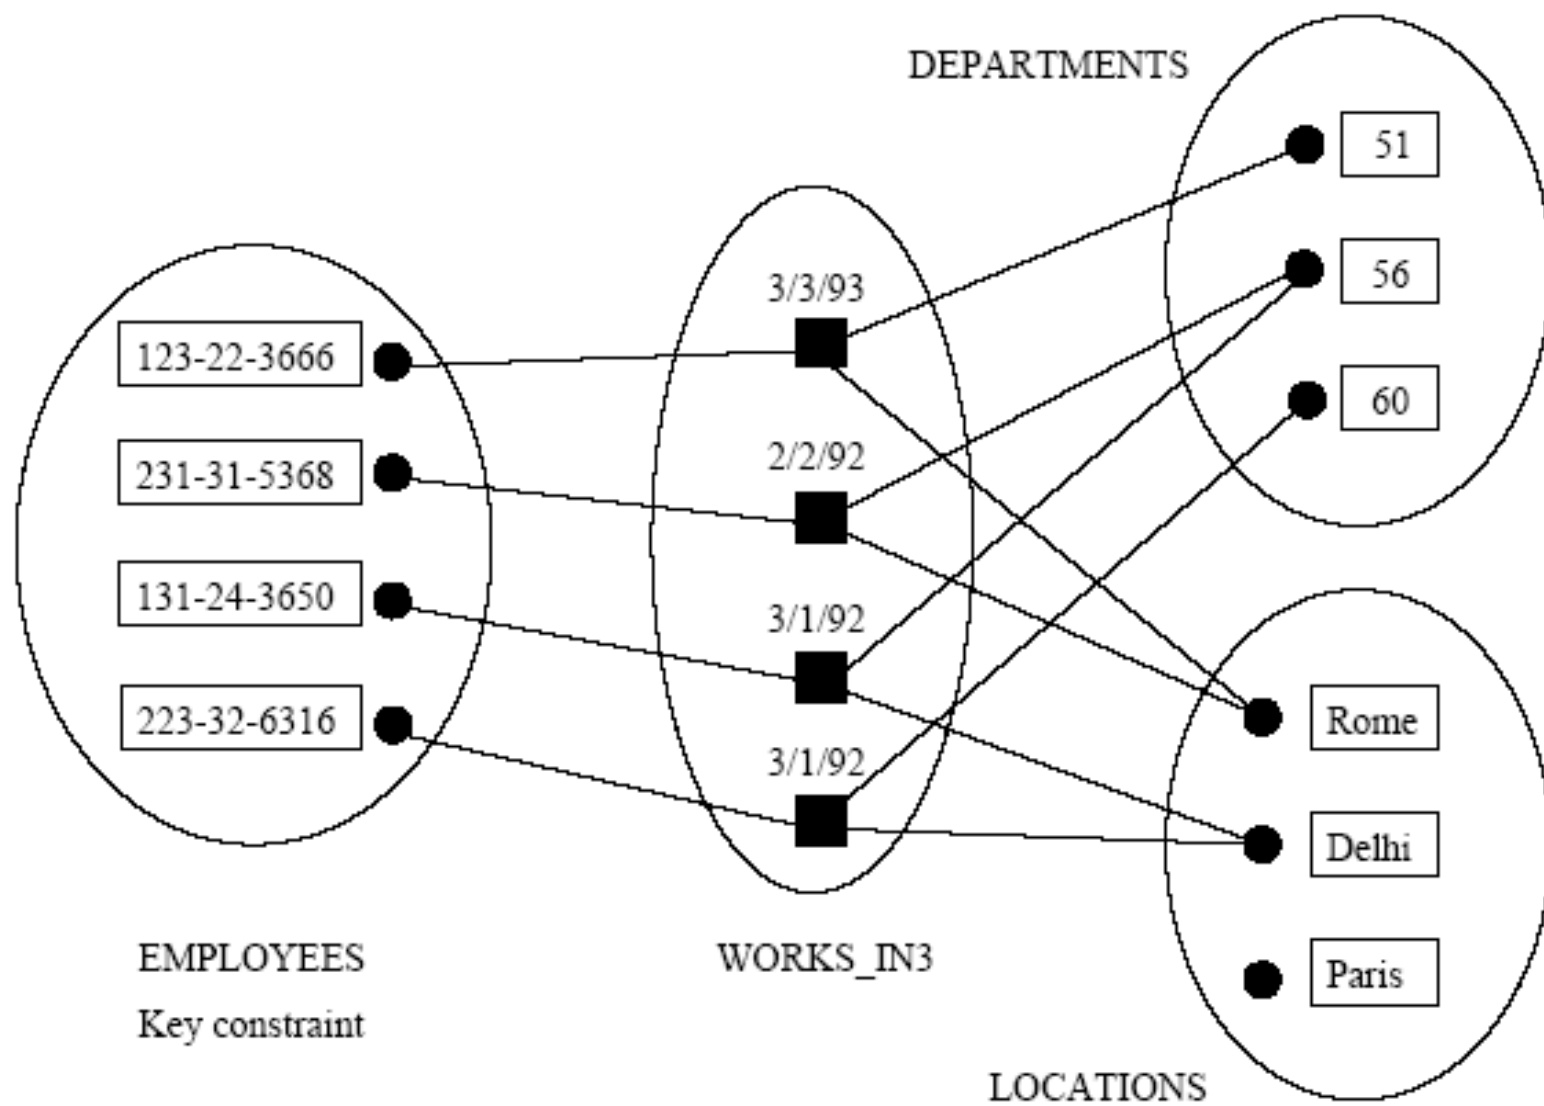 DEPARTMENTS
51
56
60
3/3/93
2/2/92
3/1/92
3/1/92
123-22-3666
231-31-5368
131-24-3650
223-32-6316
Rome
Delhi
Paris
EMPLOYEES
Key constraint
WORKS_IN3
LOCATIONS